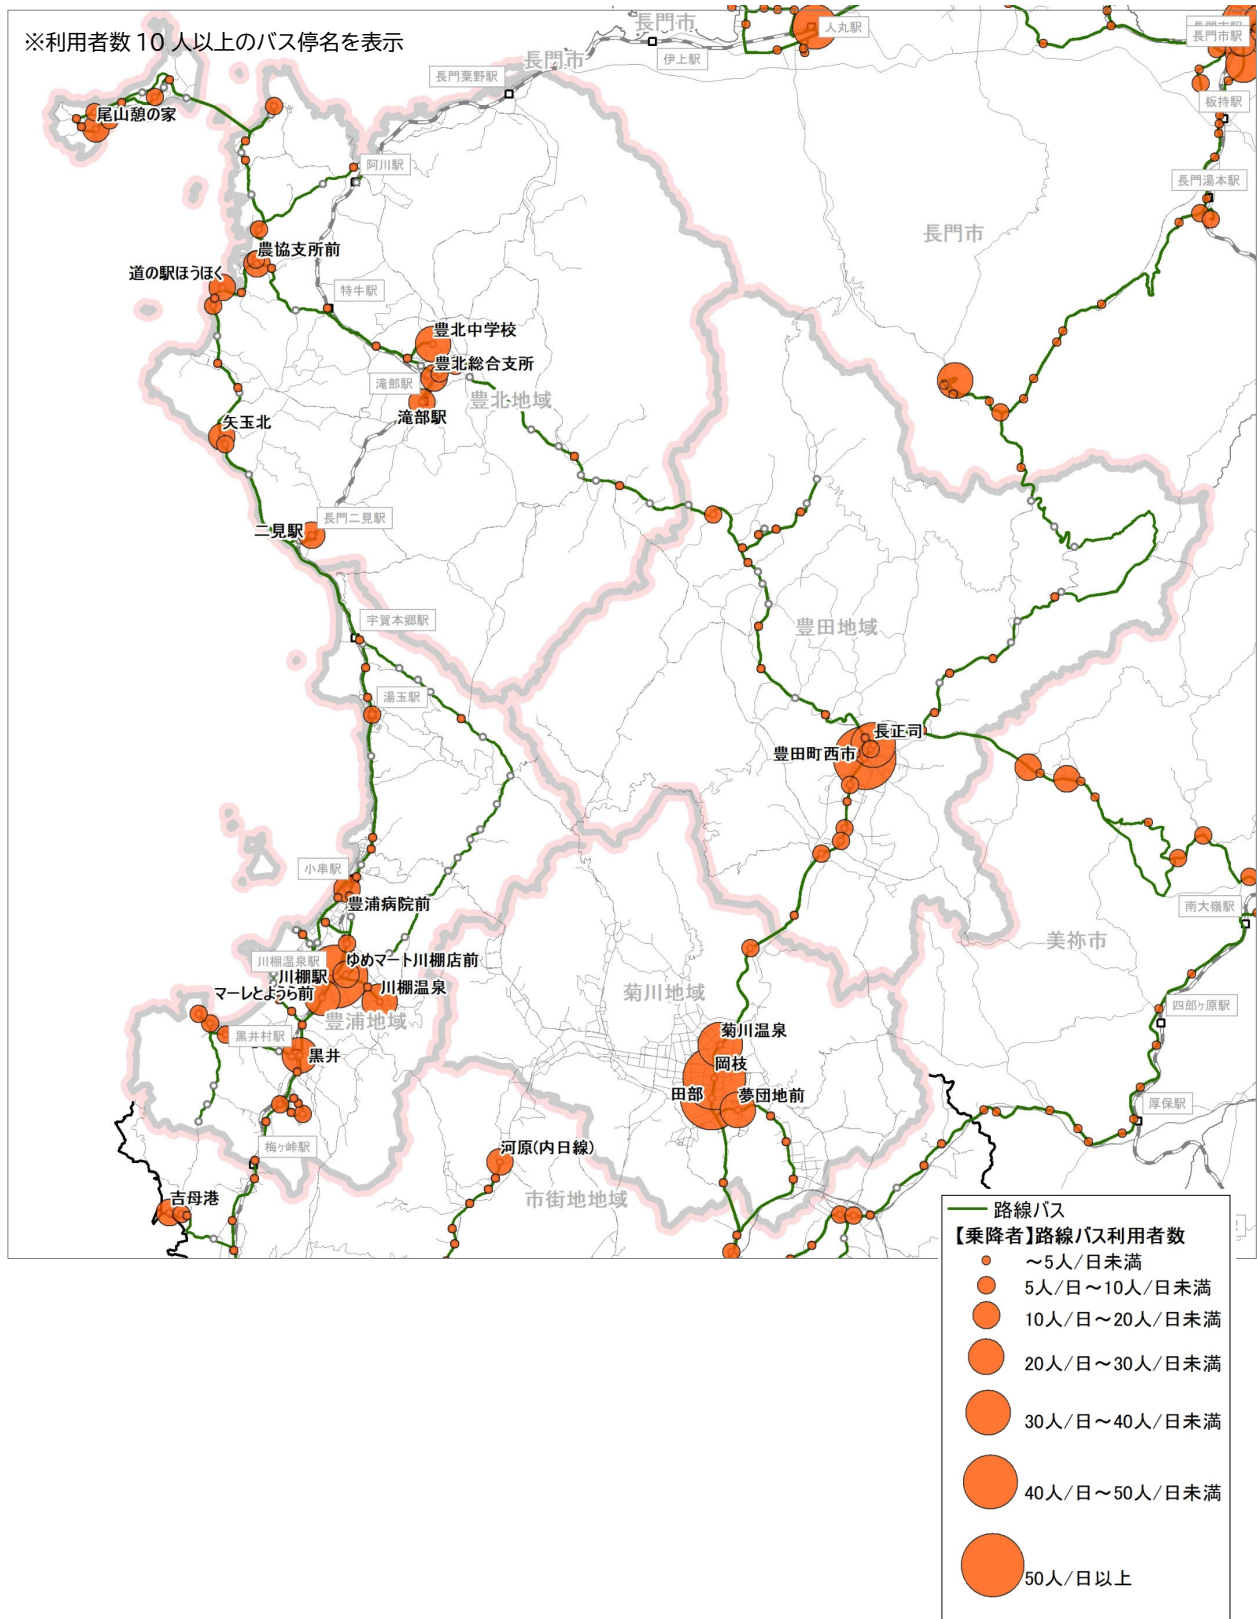 ※利用者数 10 人以上のバス停名を表示
長門市
人丸駅
長門市駅
伊上駅
長門市
長門粟野駅
板持駅
尾山憩の家
阿川駅
長門湯本駅
長門市
農協支所前
道の駅ほうほく
特牛駅
豊北中学校
豊北総合支所
滝部駅
豊北地域
滝部駅
矢玉北
長門二見駅
二見駅
宇賀本郷駅
豊田地域
湯玉駅
長正司
豊田町西市
小串駅
豊浦病院前
南大嶺駅
美祢市
川棚温泉駅
ゆめマート川棚店前
川棚駅
川棚温泉
マーレとようら前
菊川地域
四郎ヶ原駅
豊浦地域
黒井村駅
菊川温泉
黒井
岡枝
田部
夢団地前
厚保駅
梅ヶ峠駅
河原(内日線)
吉母港
市街地地域
路線バス
【乗降者】路線バス利用者数
～5人/日未満
5人/日～10人/日未満
10人/日～20人/日未満
20人/日～30人/日未満
30人/日～40人/日未満
40人/日～50人/日未満
50人/日以上